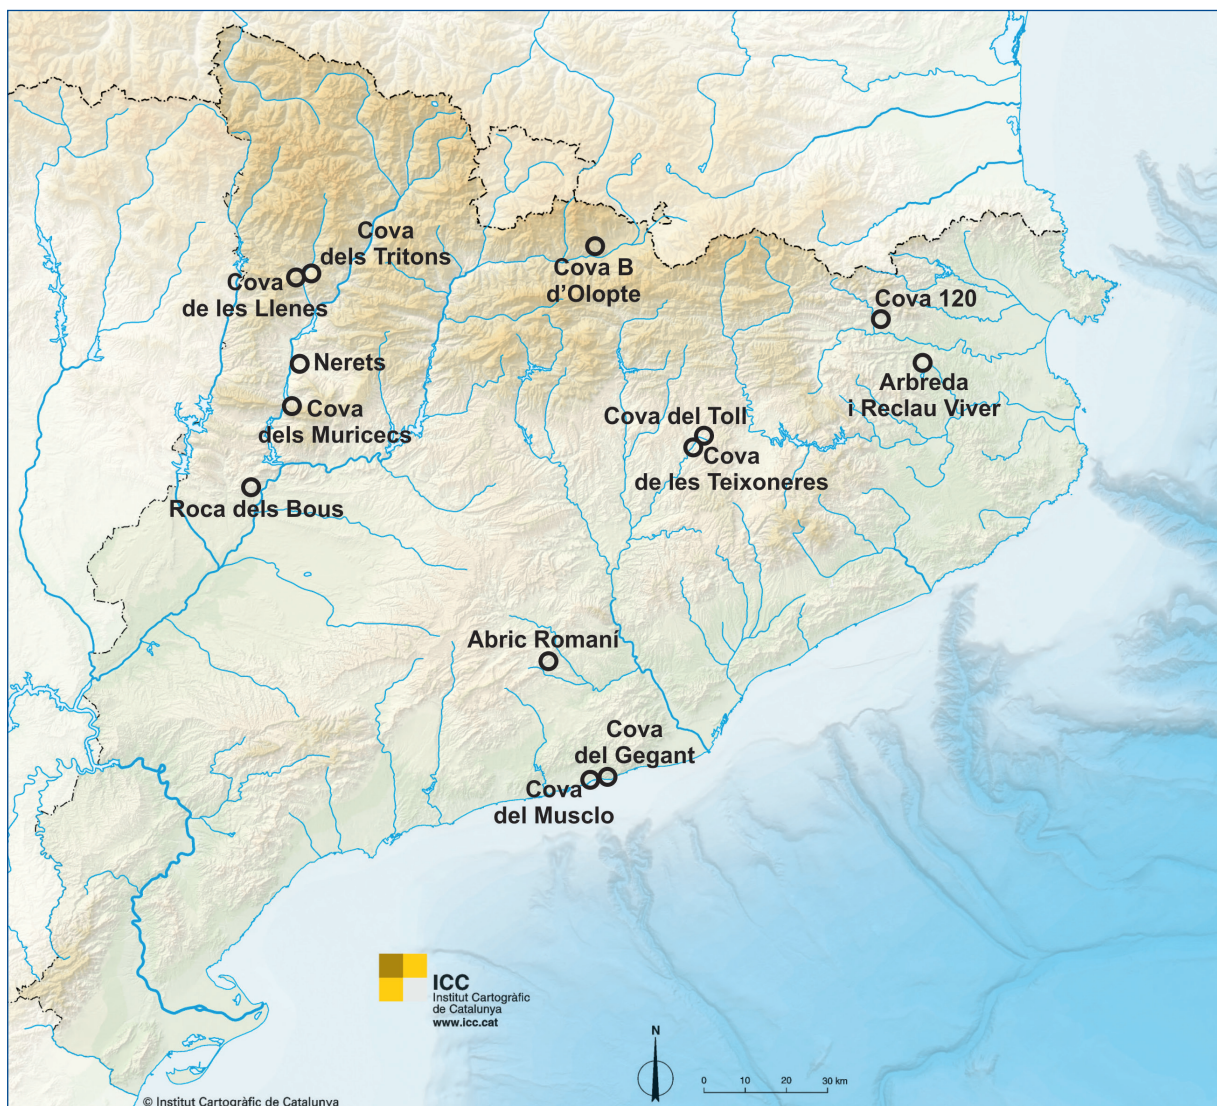 Cova
dels Tritons
Cova
de les Llenes
Cova B
d’Olopte
Cova 120
Nerets
Arbreda
i Reclau Viver
Cova
dels Muricecs
Cova del Toll
Cova
de les Teixoneres
Roca dels Bous
Abric Romaní
Cova
del Gegant
Cova
del Musclo
ICC
Institut Cartogràfic
de Catalunya
www.icc.cat
N
0 10 20 30 km
© Institut Cartogràfic de Catalunya